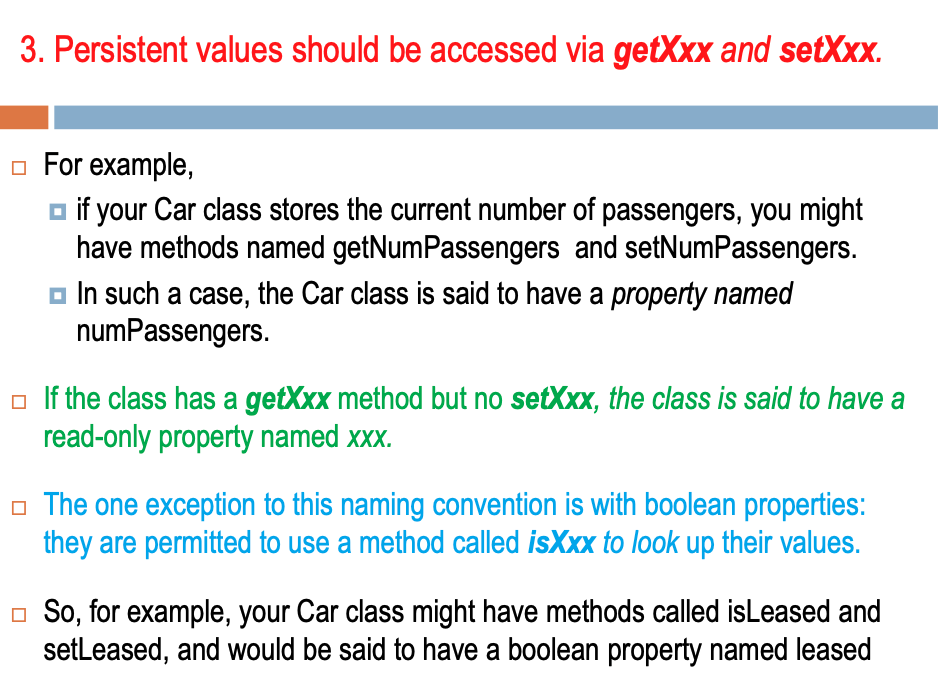 3. Persistent values should be accessed via getXxx and setXxx.
For example,
if your Car class stores the current number of passengers, you might
have methods named getNumPassengers and setNumPassengers.
In such a case, the Car class is said to have a property named
numPassengers.
If the class has a getXxx method but no setXxx, the class is said to have a
read-only property named xxx.
The one exception to this naming convention is with boolean properties:
they are permitted to use a method called isXxx to look up their values.
So, for example, your Car class might have methods called isLeased and
setLeased, and would be said to have a boolean property named leased